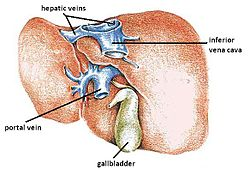 hepatic veins
inferior
vena cava
portal vein
gallbladder